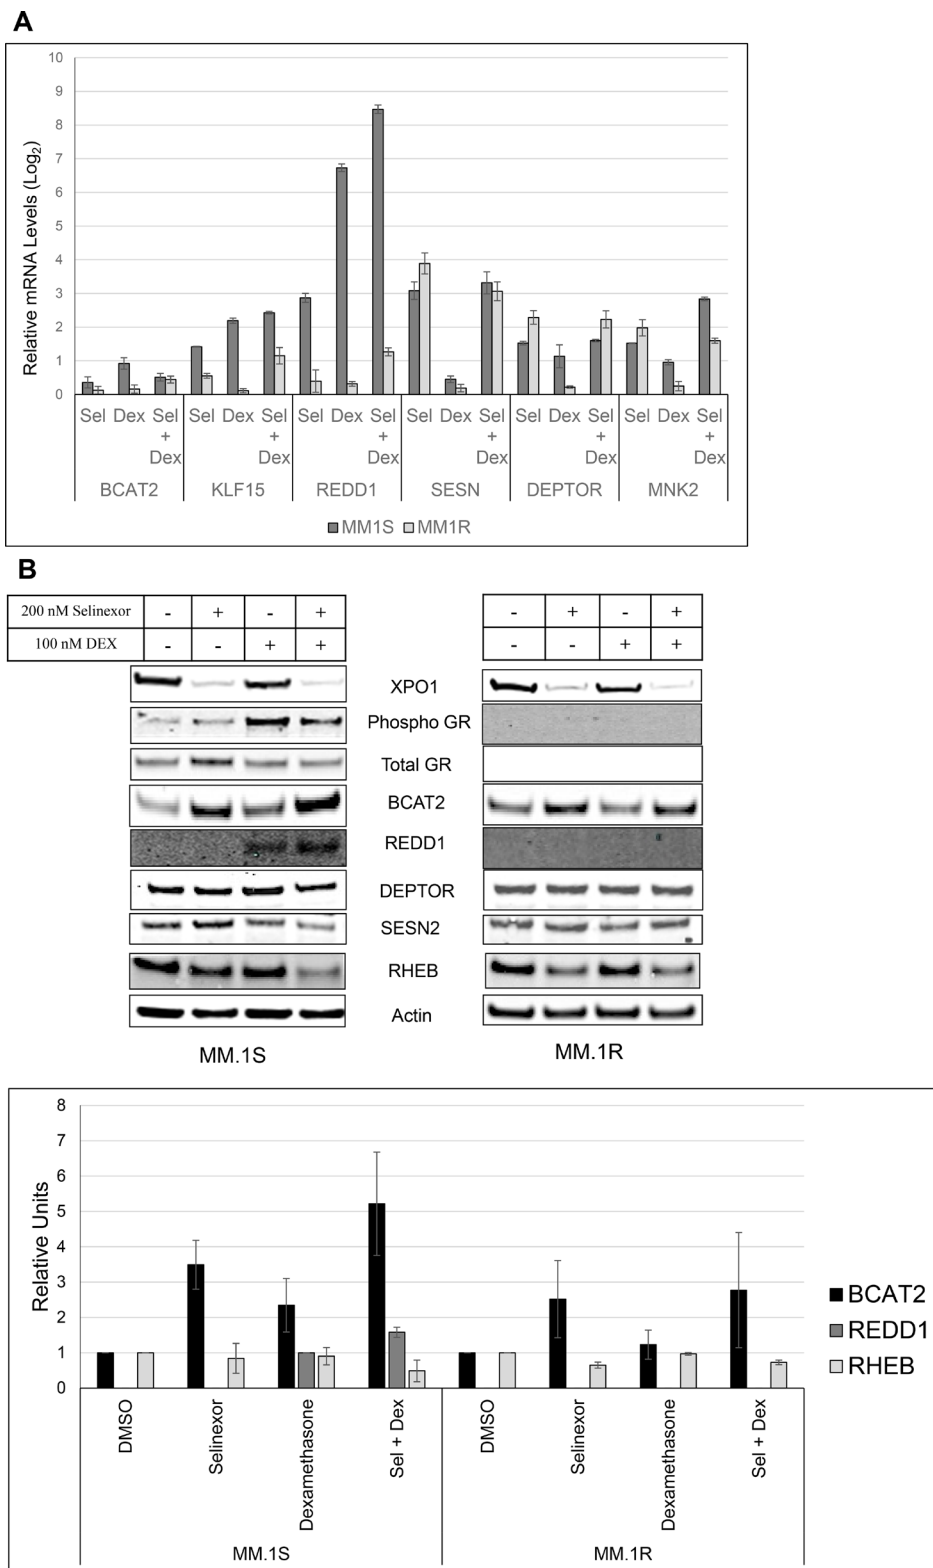 A
10
9
8
7
6
5
4
3
2
1
0
Relative mRNA Levels (Log2)
Sel Dex Sel + Dex Sel Dex Sel + Dex Sel Dex Sel + Dex Sel Dex Sel + Dex Sel Dex Sel + Dex Sel Dex Sel + Dex
BCAT2 KLF15 REDD1 SESN DEPTOR MNK2
MM1S MM1R
B
200 nM Selinexor - + - + - + - +
100 nM DEX - - + + - - + +
XPO1
Phospho GR
Total GR
BCAT2
REDD1
DEPTOR
SESN2
RHEB
Actin
MM.1S MM.1R
8
7
6
5
4
3
2
1
0
Relative Units
DMSO Selinexor Dexamethasone Sel + Dex DMSO Selinexor Dexamethasone Sel + Dex
MM.1S MM.1R
BCAT2
REDD1
RHEB